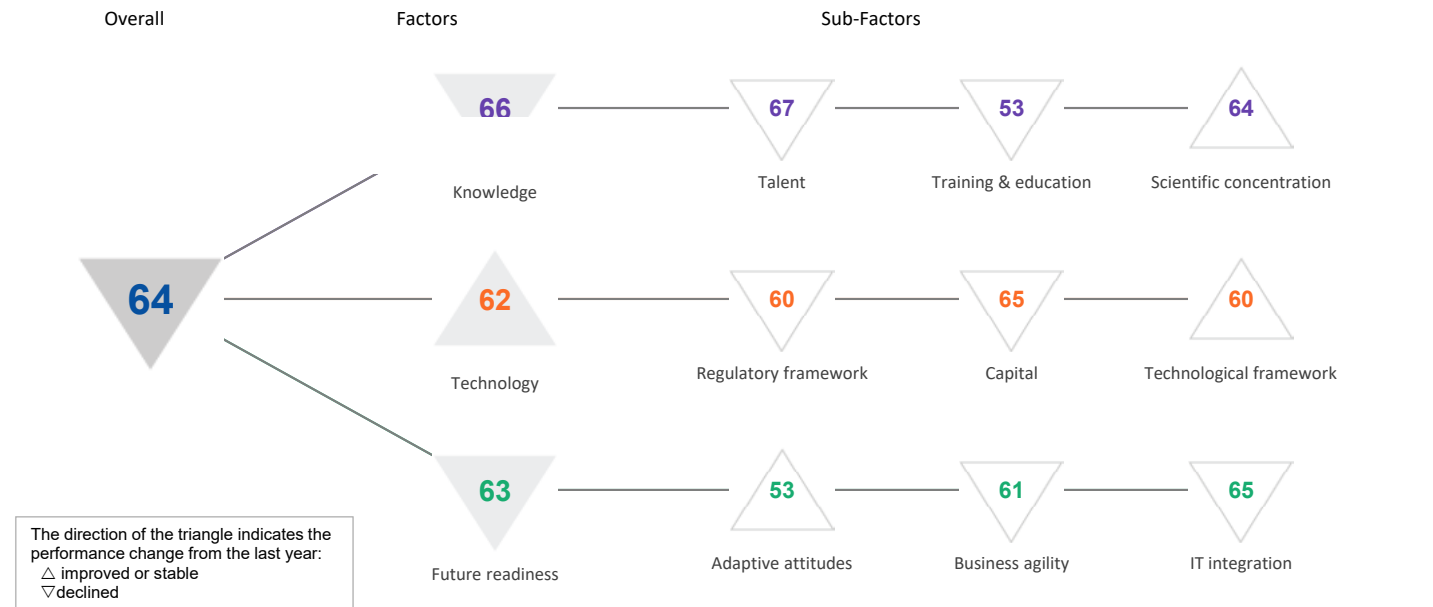 Overall
Factors
Sub-Factors
66
67
53
64
Knowledge
Talent
Training & education
Scientific concentration
64
62
60
65
60
Technology
Regulatory framework
Capital
Technological framework
63
53
61
65
Future readiness
Adaptive attitudes
Business agility
IT integration
The direction of the triangle indicates the
performance change from the last year:
△ improved or stable
▽declined